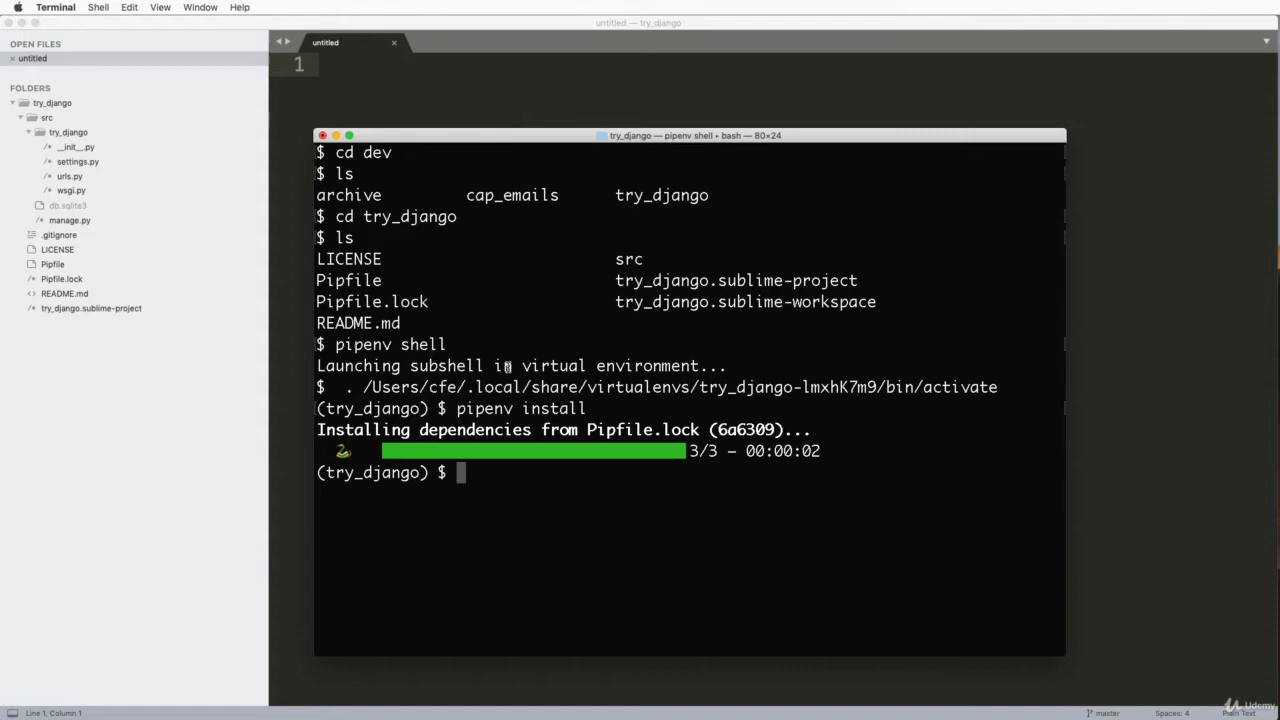 Terminal Shell Edit View Window Help
untitled — try_django
OPEN FILES
untitled
FOLDERS
try_django
src
try_django
__init__.py
settings.py
urls.py
wsgi.py
db.sqlite3
manage.py
.gitignore
LICENSE
Pipfile
Pipfile.lock
README.md
try_django.sublime-project
untitled
1
try_django — pipenv shell ▸ bash — 80×24
$ cd dev
$ ls
archive cap_emails try_django
$ cd try_django
$ ls
LICENSE src
Pipfile try_django.sublime-project
Pipfile.lock try_django.sublime-workspace
README.md
$ pipenv shell
Launching subshell in virtual environment...
$  . /Users/cfe/.local/share/virtualenvs/try_django-lmxhK7m9/bin/activate
(try_django) $ pipenv install
Installing dependencies from Pipfile.lock (6a6309)...
3/3 — 00:00:02
(try_django) $
Line 1, Column 1
master
Spaces: 4
Plain Text
Udemy